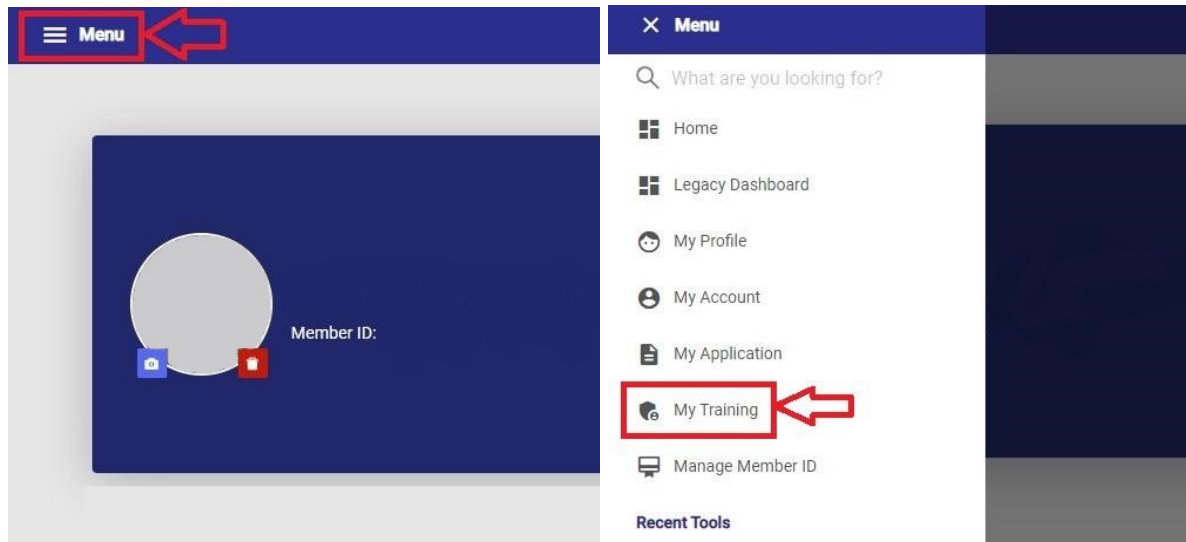 Menu
Member ID:
Menu
What are you looking for?
Home
Legacy Dashboard
My Profile
My Account
My Application
My Training
Manage Member ID
Recent Tools